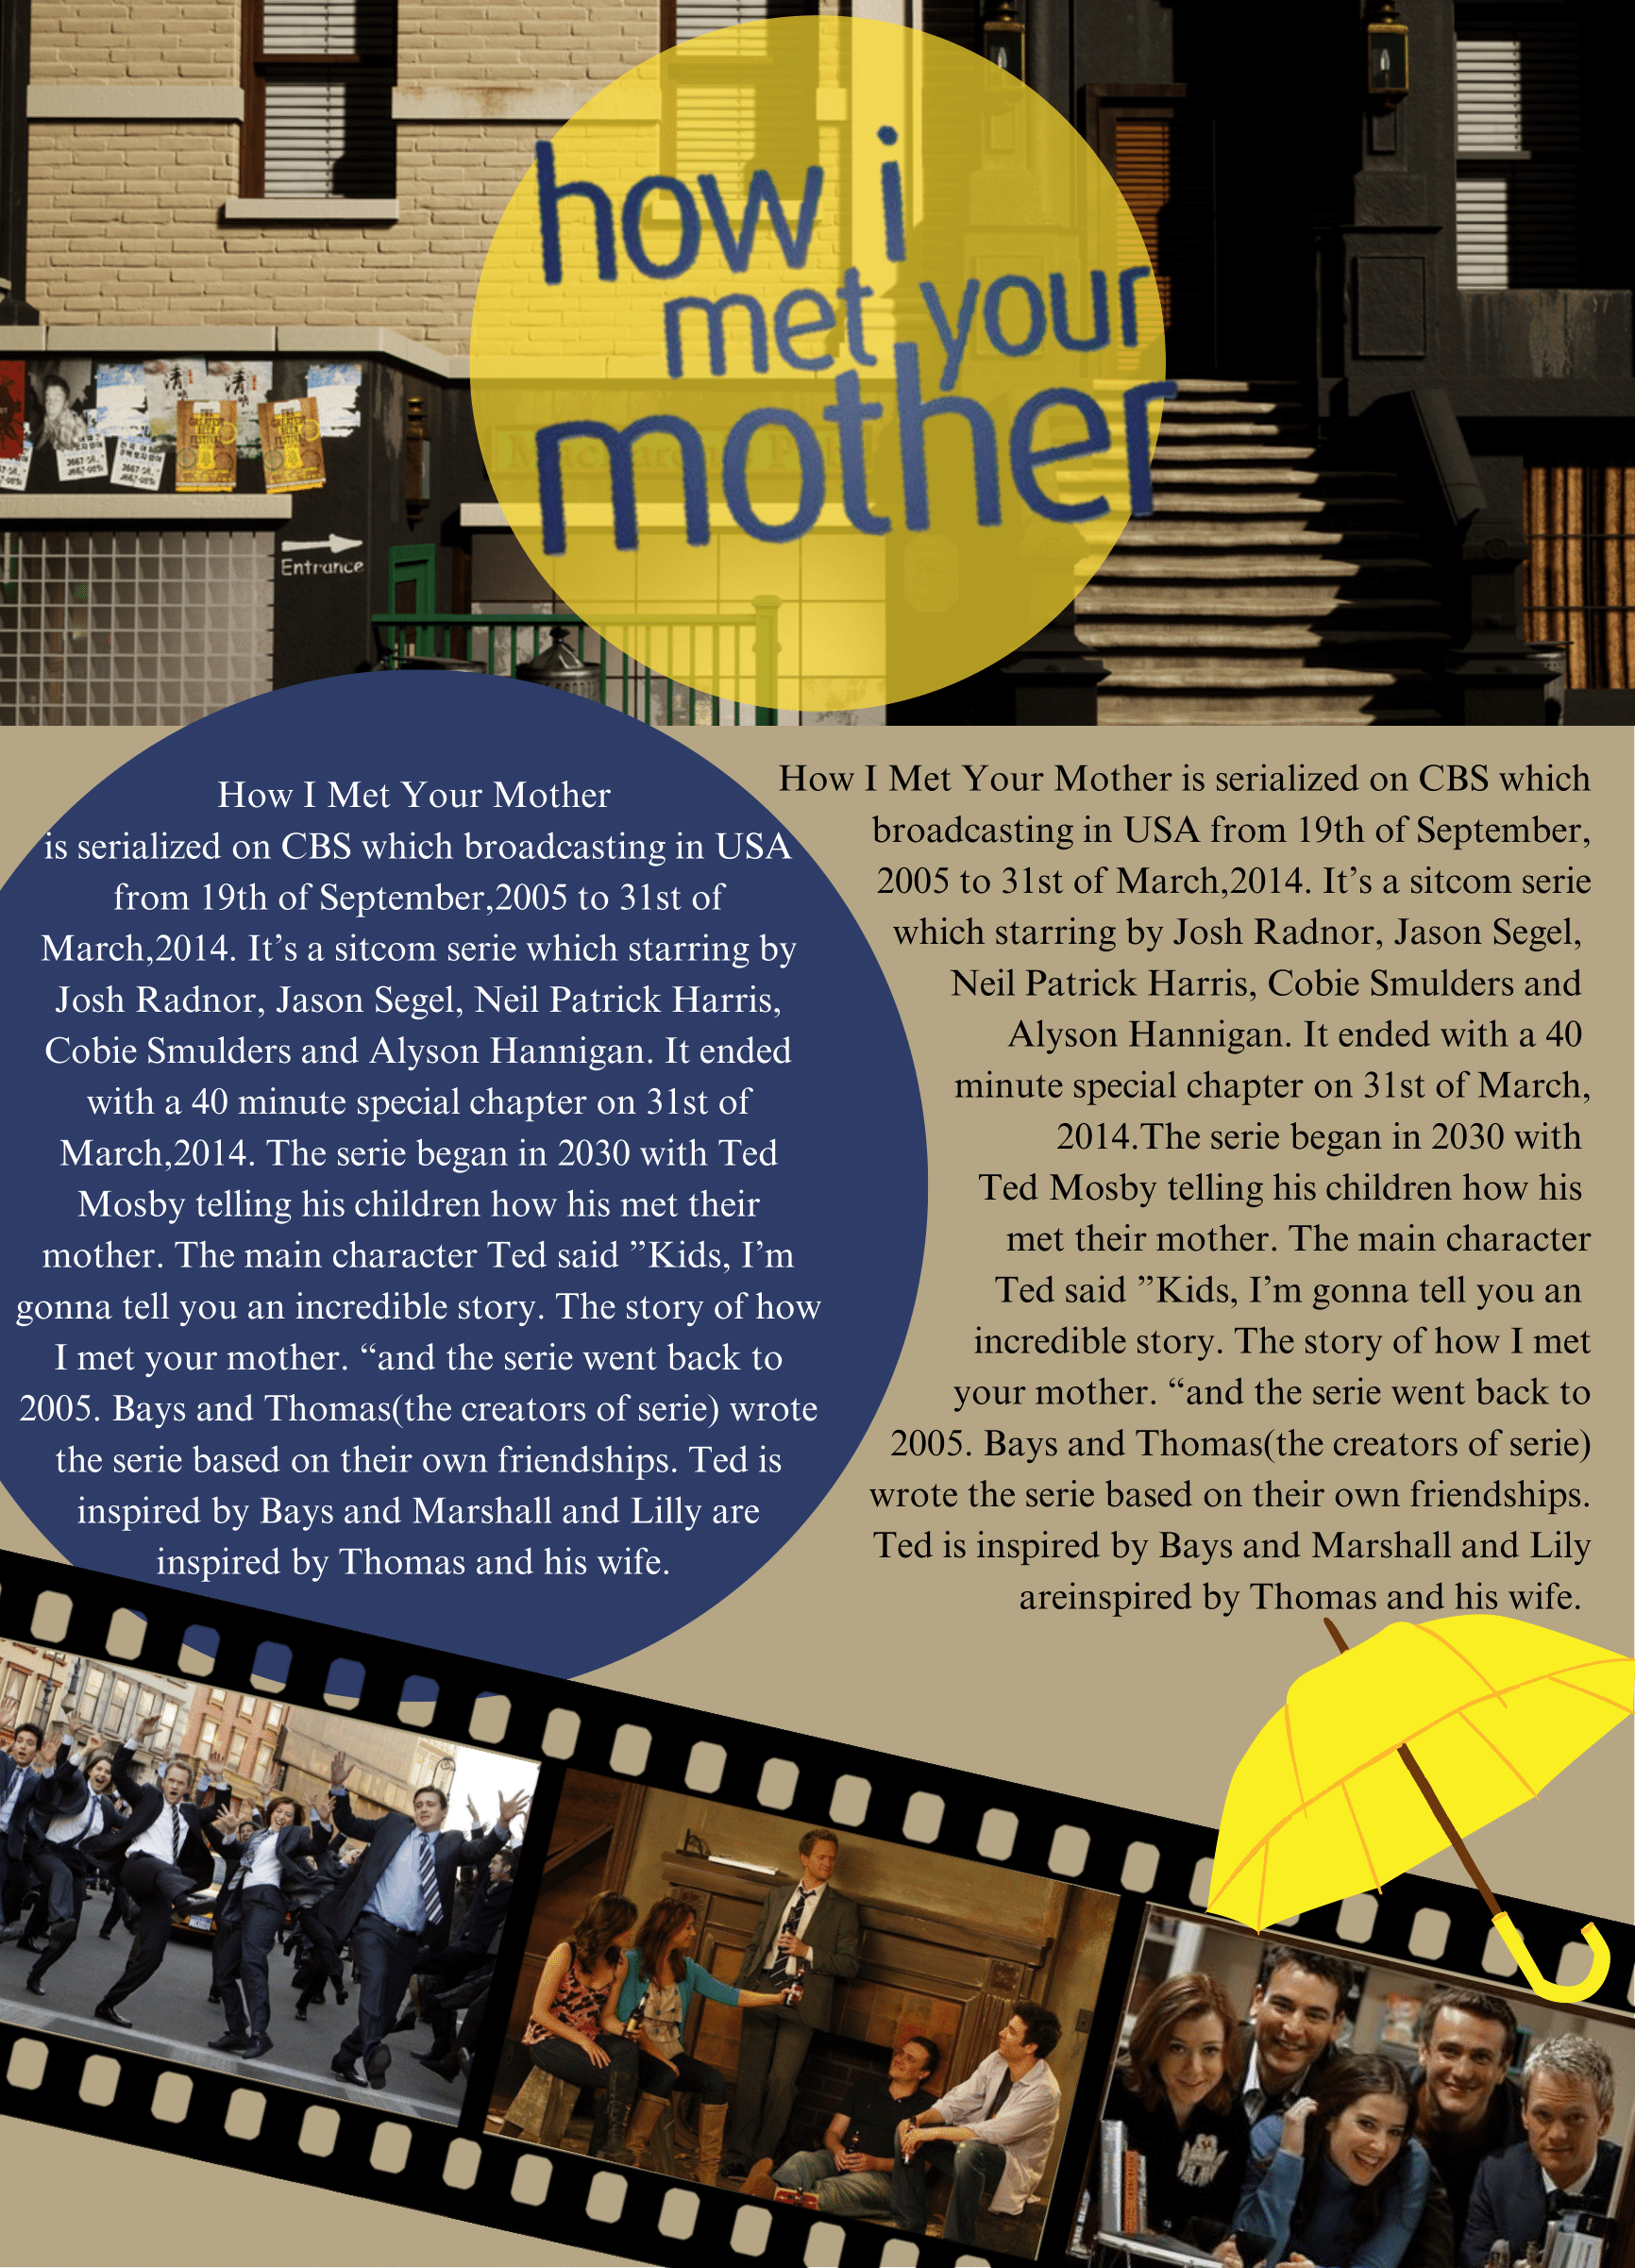 how i
met your
mother
MacLaren's Pub
Entrance
How I Met Your Mother
is serialized on CBS which broadcasting in USA
from 19th of September,2005 to 31st of
March,2014. It’s a sitcom serie which starring by
Josh Radnor, Jason Segel, Neil Patrick Harris,
Cobie Smulders and Alyson Hannigan. It ended
with a 40 minute special chapter on 31st of
March,2014. The serie began in 2030 with Ted
Mosby telling his children how his met their
mother. The main character Ted said ”Kids, I’m
gonna tell you an incredible story. The story of how
I met your mother. “and the serie went back to
2005. Bays and Thomas(the creators of serie) wrote
the serie based on their own friendships. Ted is
inspired by Bays and Marshall and Lilly are
inspired by Thomas and his wife.
How I Met Your Mother is serialized on CBS which
broadcasting in USA from 19th of September,
2005 to 31st of March,2014. It’s a sitcom serie
which starring by Josh Radnor, Jason Segel,
Neil Patrick Harris, Cobie Smulders and
Alyson Hannigan. It ended with a 40
minute special chapter on 31st of March,
2014.The serie began in 2030 with
Ted Mosby telling his children how his
met their mother. The main character
Ted said ”Kids, I’m gonna tell you an
incredible story. The story of how I met
your mother. “and the serie went back to
2005. Bays and Thomas(the creators of serie)
wrote the serie based on their own friendships.
Ted is inspired by Bays and Marshall and Lily
areinspired by Thomas and his wife.